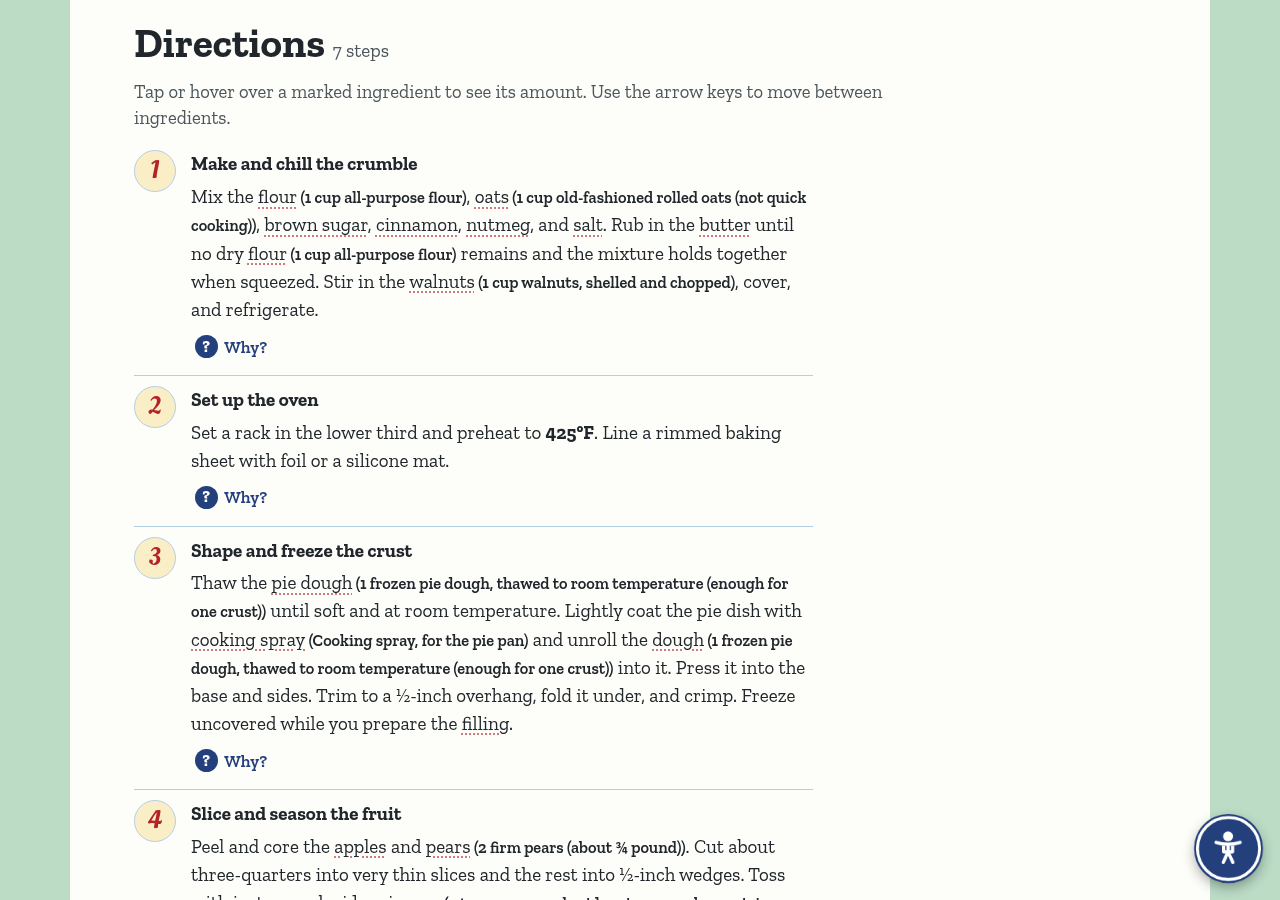 Directions 7 steps
Tap or hover over a marked ingredient to see its amount. Use the arrow keys to move between
ingredients.
1 Make and chill the crumble
Mix the flour (1 cup all-purpose flour), oats (1 cup old-fashioned rolled oats (not quick
cooking)), brown sugar, cinnamon, nutmeg, and salt. Rub in the butter until
no dry flour (1 cup all-purpose flour) remains and the mixture holds together
when squeezed. Stir in the walnuts (1 cup walnuts, shelled and chopped), cover,
and refrigerate.
? Why?
2 Set up the oven
Set a rack in the lower third and preheat to 425°F. Line a rimmed baking
sheet with foil or a silicone mat.
? Why?
3 Shape and freeze the crust
Thaw the pie dough (1 frozen pie dough, thawed to room temperature (enough for
one crust)) until soft and at room temperature. Lightly coat the pie dish with
cooking spray (Cooking spray, for the pie pan) and unroll the dough (1 frozen pie
dough, thawed to room temperature (enough for one crust)) into it. Press it into the
base and sides. Trim to a ½-inch overhang, fold it under, and crimp. Freeze
uncovered while you prepare the filling.
? Why?
4 Slice and season the fruit
Peel and core the apples and pears (2 firm pears (about ¾ pound)). Cut about
three-quarters into very thin slices and the rest into ½-inch wedges. Toss